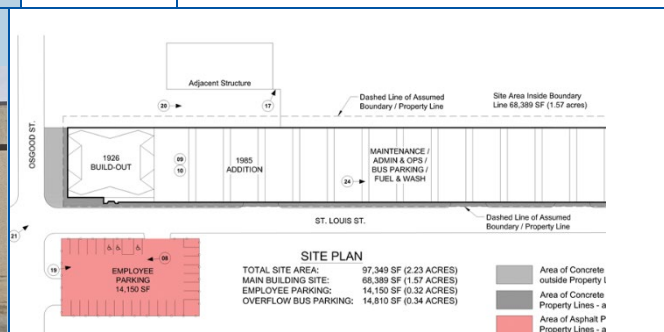 Adjacent Structure
20
17
Dashed Line of Assumed
Boundary / Property Line
Site Area Inside Boundary
Line 68,389 SF (1.57 acres)
OSGOOD ST.
1926
BUILD-OUT
09
10
1985
ADDITION
MAINTENANCE /
ADMIN & OPS /
BUS PARKING /
FUEL & WASH
24
ST. LOUIS ST.
Dashed Line of Assumed
Boundary / Property Line
21
08
19
EMPLOYEE
PARKING
14,150 SF
SITE PLAN
TOTAL SITE AREA: 97,349 SF (2.23 ACRES)
MAIN BUILDING SITE: 68,389 SF (1.57 ACRES)
EMPLOYEE PARKING: 14,150 SF (0.32 ACRES)
OVERFLOW BUS PARKING: 14,810 SF (0.34 ACRES)
Area of Concrete
outside Property L
Area of Concrete
Property Lines - a
Area of Asphalt P
Property Lines - a